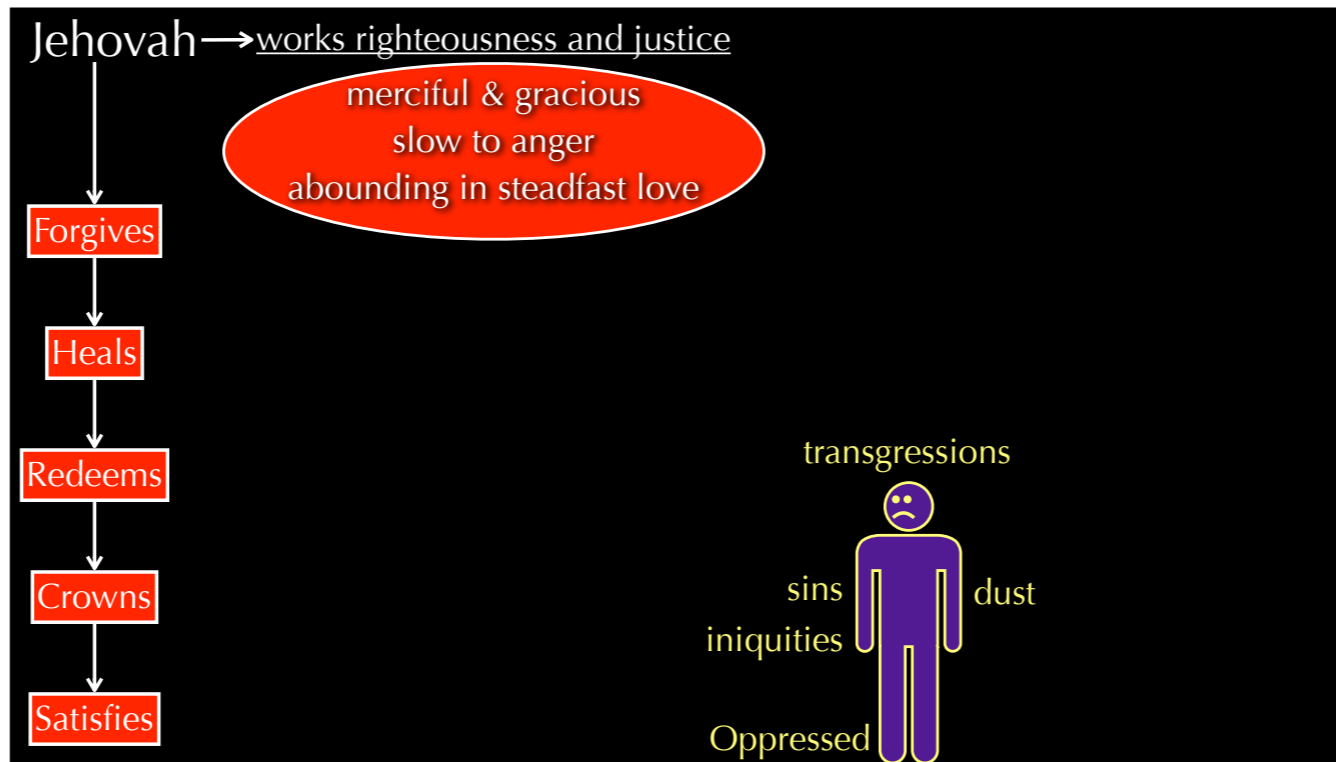 Jehovah works righteousness and justice
merciful & gracious
slow to anger
abounding in steadfast love
Forgives
Heals
Redeems
Crowns
Satisfies
transgressions
sins
dust
iniquities
Oppressed